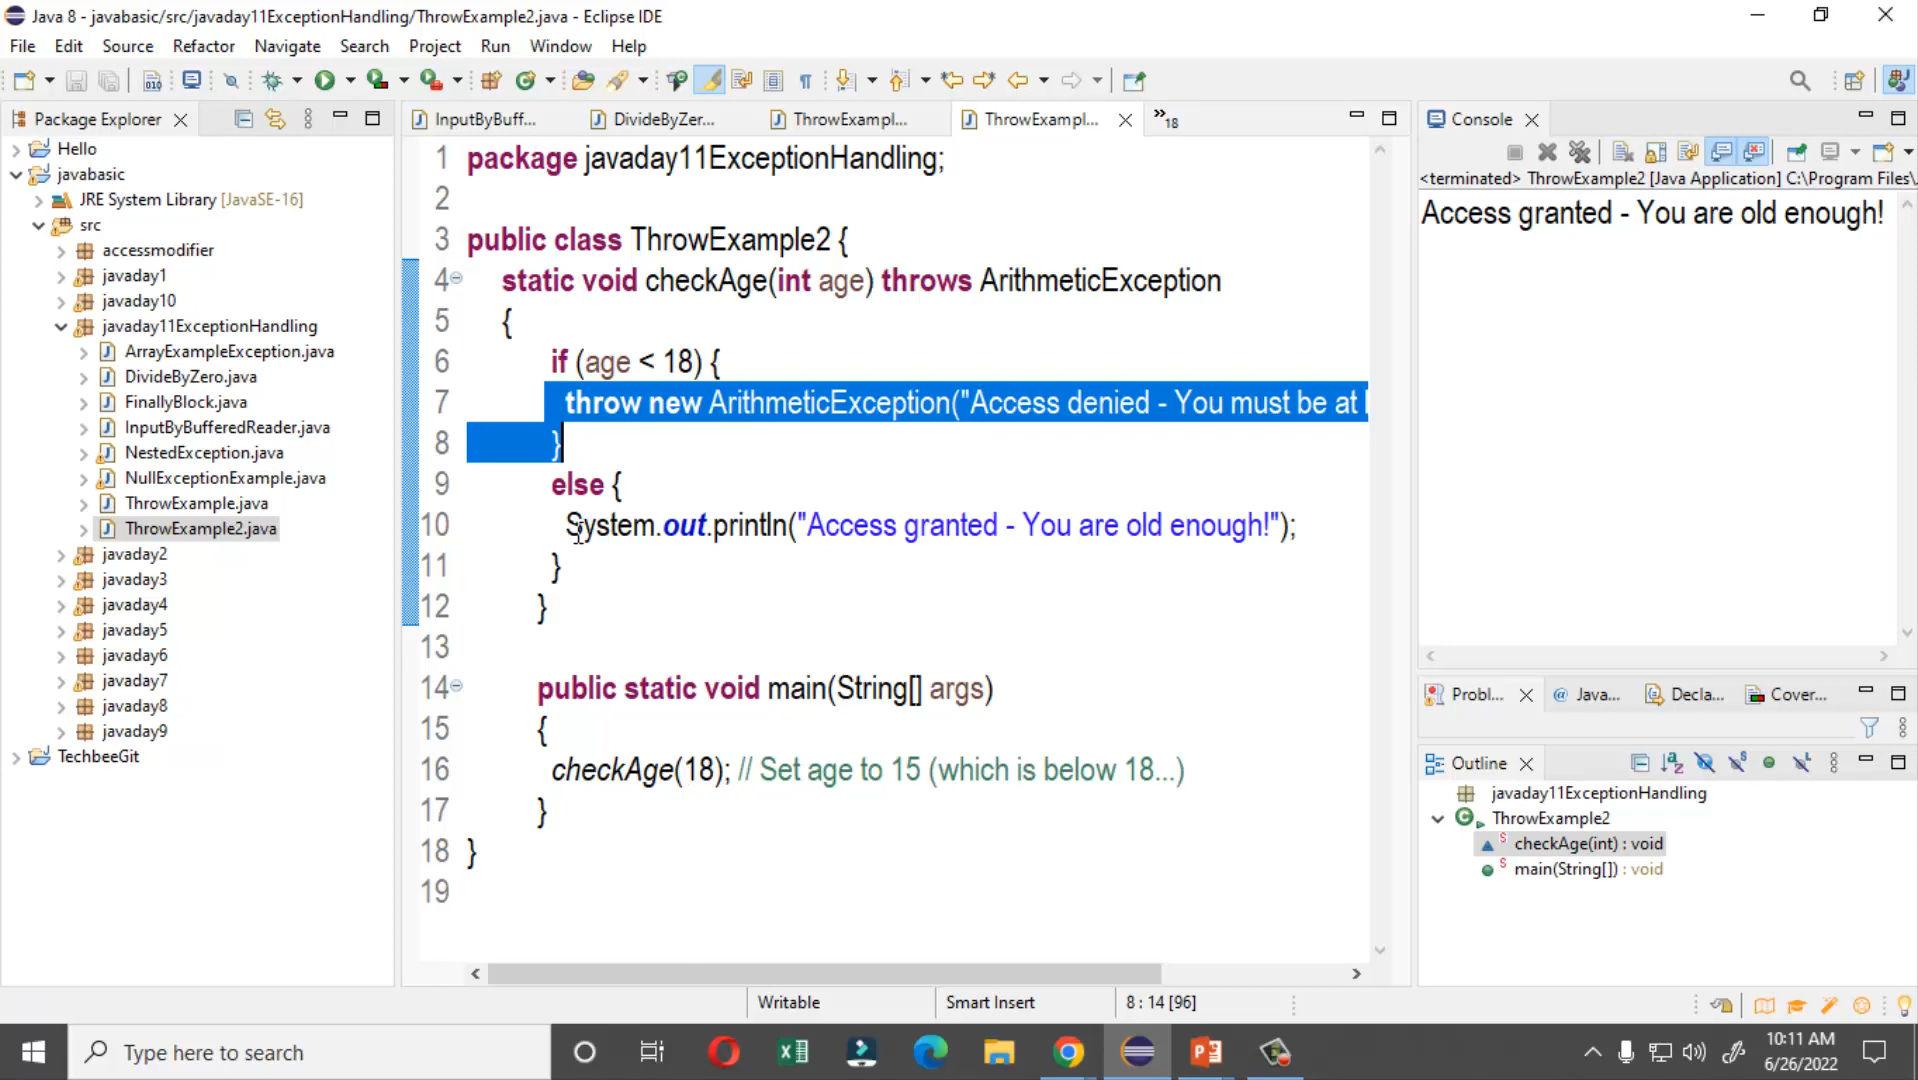 Java 8 - javabasic/src/javaday11ExceptionHandling/ThrowExample2.java - Eclipse IDE
File Edit Source Refactor Navigate Search Project Run Window Help
Package Explorer
Hello
javabasic
JRE System Library [JavaSE-16]
src
accessmodifier
javaday1
javaday10
javaday11ExceptionHandling
ArrayExampleException.java
DivideByZero.java
FinallyBlock.java
InputByBufferedReader.java
NestedException.java
NullExceptionExample.java
ThrowExample.java
ThrowExample2.java
javaday2
javaday3
javaday4
javaday5
javaday6
javaday7
javaday8
javaday9
TechbeeGit
InputByBuff... DivideByZer... ThrowExampl... ThrowExampl... »18
1 package javaday11ExceptionHandling;
2
3 public class ThrowExample2 {
4 static void checkAge(int age) throws ArithmeticException
5 {
6 if (age < 18) {
7 throw new ArithmeticException("Access denied - You must be at
8 }
9 else {
10 System.out.println("Access granted - You are old enough!");
11 }
12 }
13
14 public static void main(String[] args)
15 {
16 checkAge(18); // Set age to 15 (which is below 18...)
17 }
18 }
19
Console
<terminated> ThrowExample2 [Java Application] C:\Program Files\
Access granted - You are old enough!
Probl... @ Java... Decla... Cover...
Outline
javaday11ExceptionHandling
ThrowExample2
checkAge(int) : void
main(String[]) : void
Writable Smart Insert 8 : 14 [96]
Type here to search
10:11 AM
6/26/2022